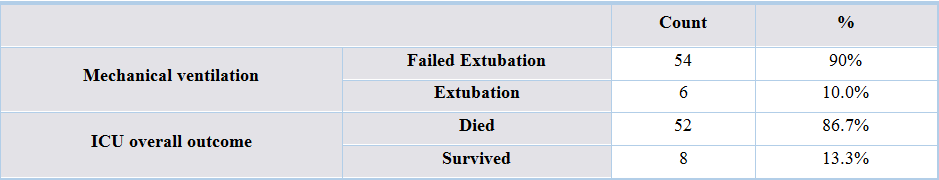 Count %
Mechanical ventilation Failed Extubation 54 90%
Extubation 6 10.0%
ICU overall outcome Died 52 86.7%
Survived 8 13.3%